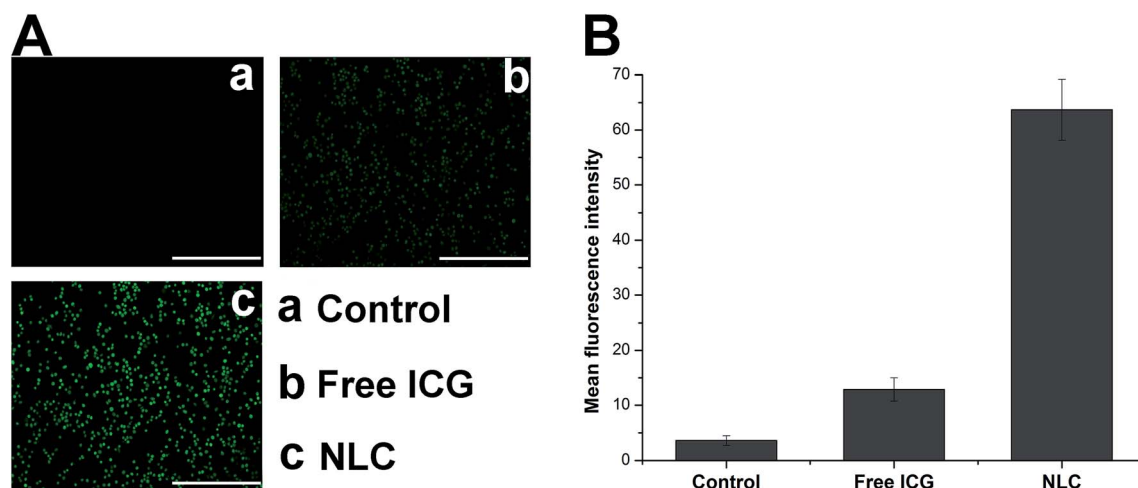 A
a
b
c
a Control
b Free ICG
c NLC
B
Mean fluorescence intensity
70
60
50
40
30
20
10
0
Control
Free ICG
NLC